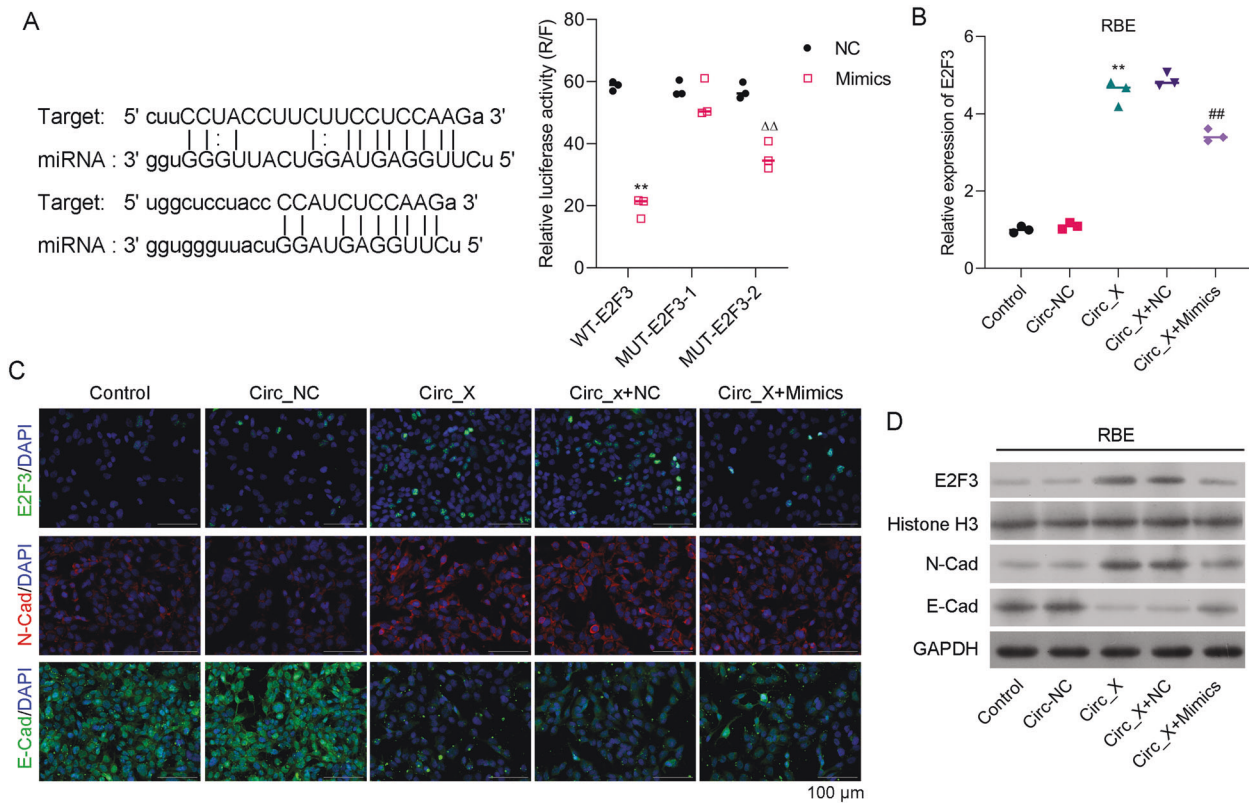 A
Target: 5' cuuCCUACCUUCUUCCUCCAAGa 3'
miRNA : 3' gguGGGUUACUGGAUGAGGUUCu 5'
Target: 5' uggcuccuacc CCAUCUCCAAGa 3'
miRNA : 3' gguggguuacuGGAUGAGGUUCu 5'
Relative luciferase activity (R/F)
80
60
40
20
0
**
ΔΔ
NC
Mimics
WT-E2F3
MUT-E2F3-1
MUT-E2F3-2
B
RBE
Relative expression of E2F3
6
4
2
0
**
##
Control
Circ-NC
Circ_X
Circ_X+NC
Circ_X+Mimics
C
Control
Circ_NC
Circ_X
Circ_x+NC
Circ_X+Mimics
E2F3/DAPI
N-Cad/DAPI
E-Cad/DAPI
100 µm
D
RBE
E2F3
Histone H3
N-Cad
E-Cad
GAPDH
Control
Circ-NC
Circ_X
Circ_X+NC
Circ_X+Mimics